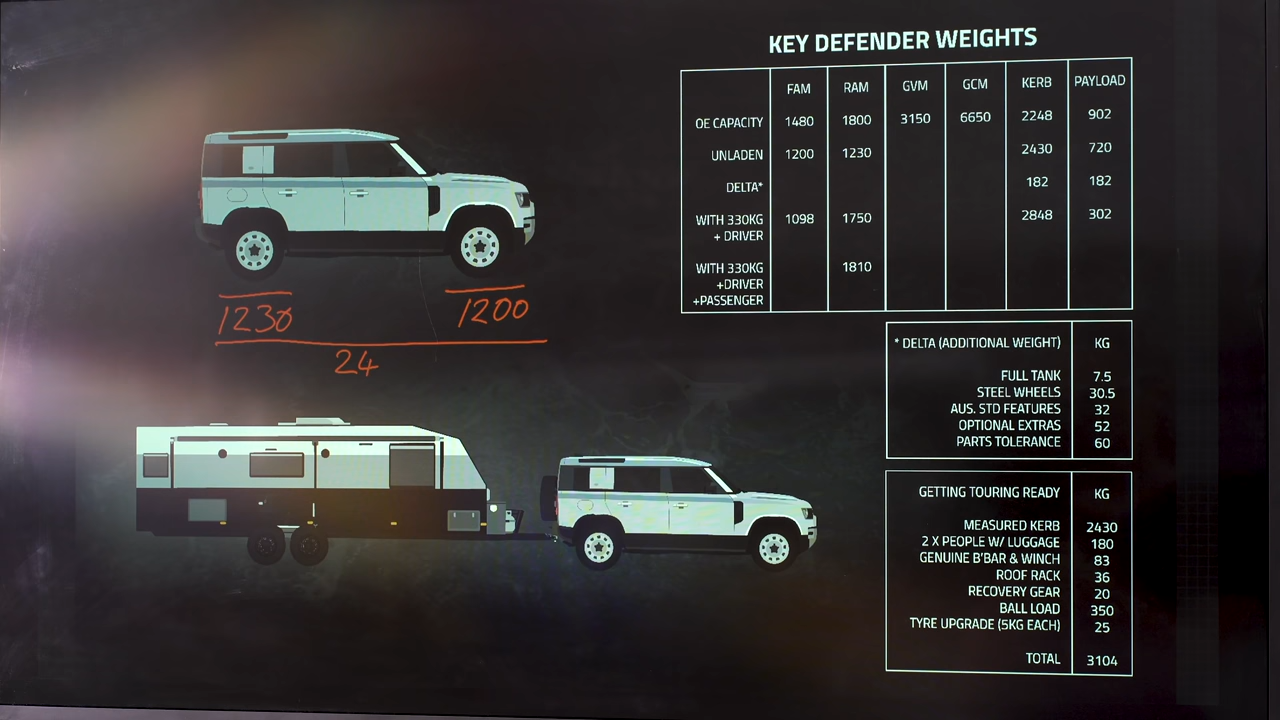 KEY DEFENDER WEIGHTS
FAM RAM GVM GCM KERB PAYLOAD
OE CAPACITY 1480 1800 3150 6650 2248 902
UNLADEN 1200 1230 2430 720
DELTA* 182 182
WITH 330KG 1098 1750 2848 302
+ DRIVER
WITH 330KG 1810
+DRIVER
+PASSENGER
1230 1200
24
* DELTA (ADDITIONAL WEIGHT) KG
FULL TANK 7.5
STEEL WHEELS 30.5
AUS. STD FEATURES 32
OPTIONAL EXTRAS 52
PARTS TOLERANCE 60
GETTING TOURING READY KG
MEASURED KERB 2430
2 X PEOPLE W/ LUGGAGE 180
GENUINE B'BAR & WINCH 83
ROOF RACK 36
RECOVERY GEAR 20
BALL LOAD 350
TYRE UPGRADE (5KG EACH) 25
TOTAL 3104